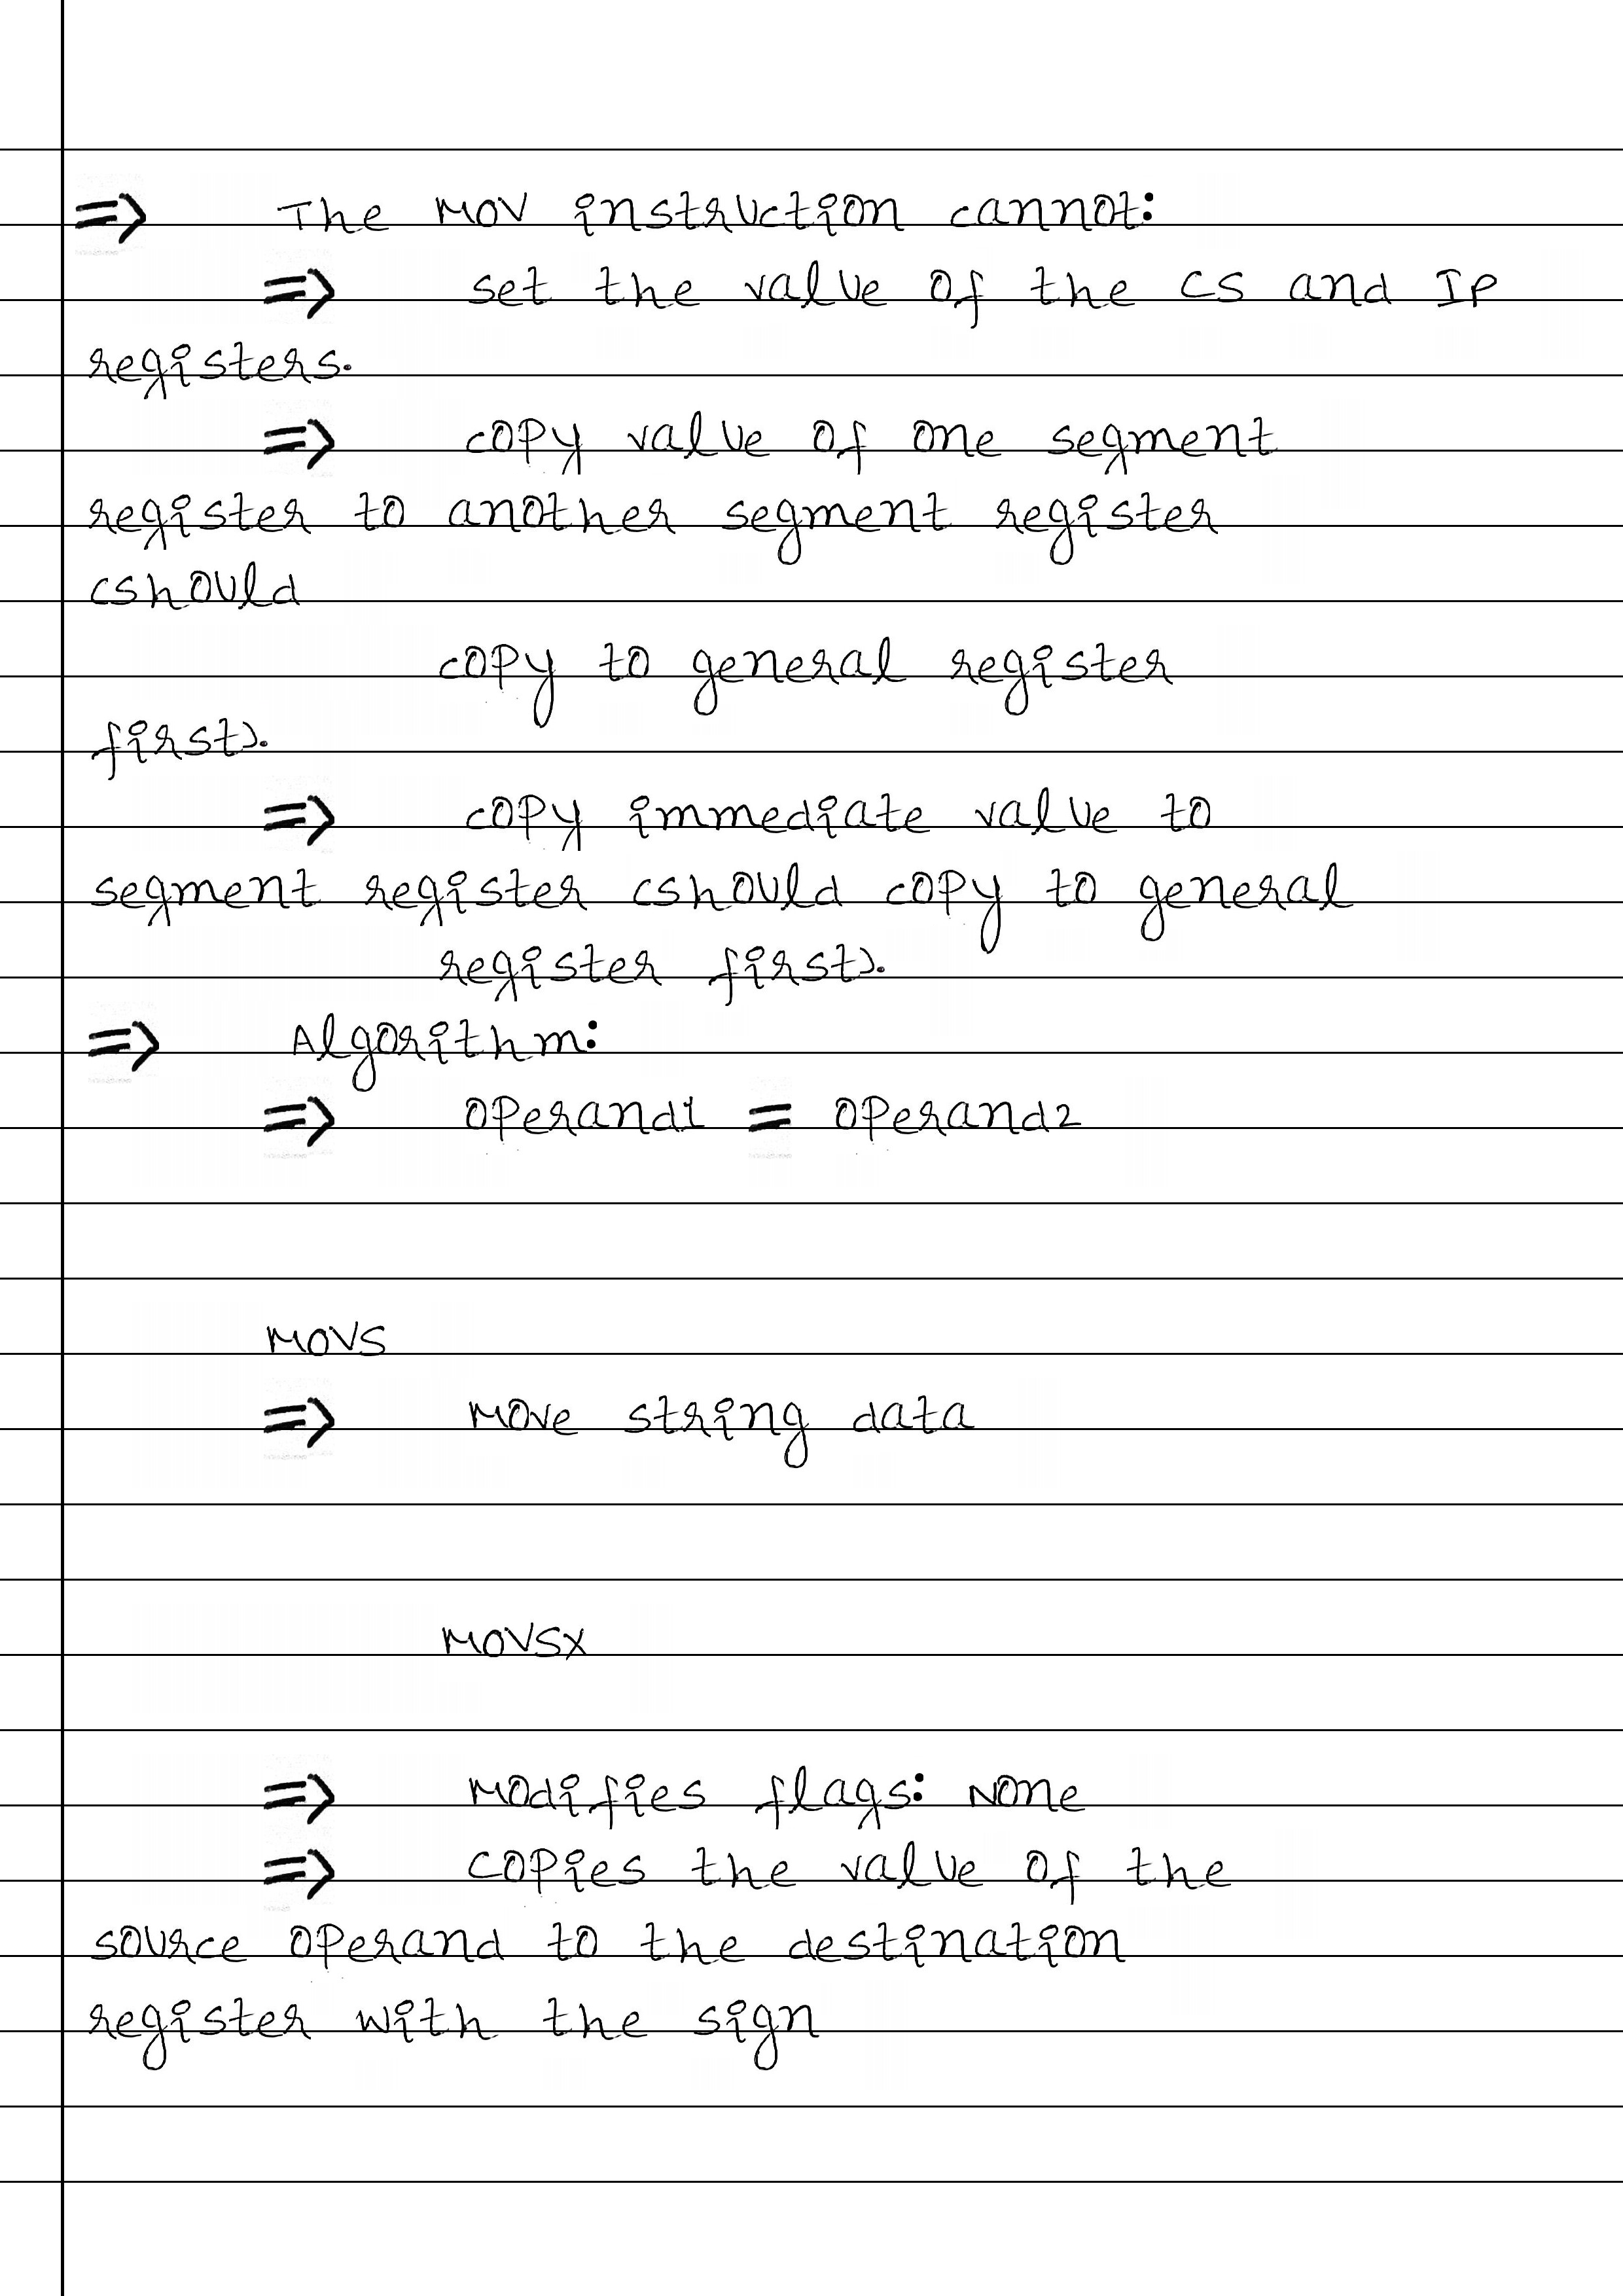 => The MOV instruction cannot:
=> set the value of the CS and IP
registers.
=> copy value of one segment
register to another segment register
(should
copy to general register
first).
=> copy immediate value to
segment register (should copy to general
register first).
=> Algorithm:
=> operand1 = operand2
MOVS
=> Move string data
MOVSX
=> Modifies flags: None
=> Copies the value of the
source operand to the destination
register with the sign